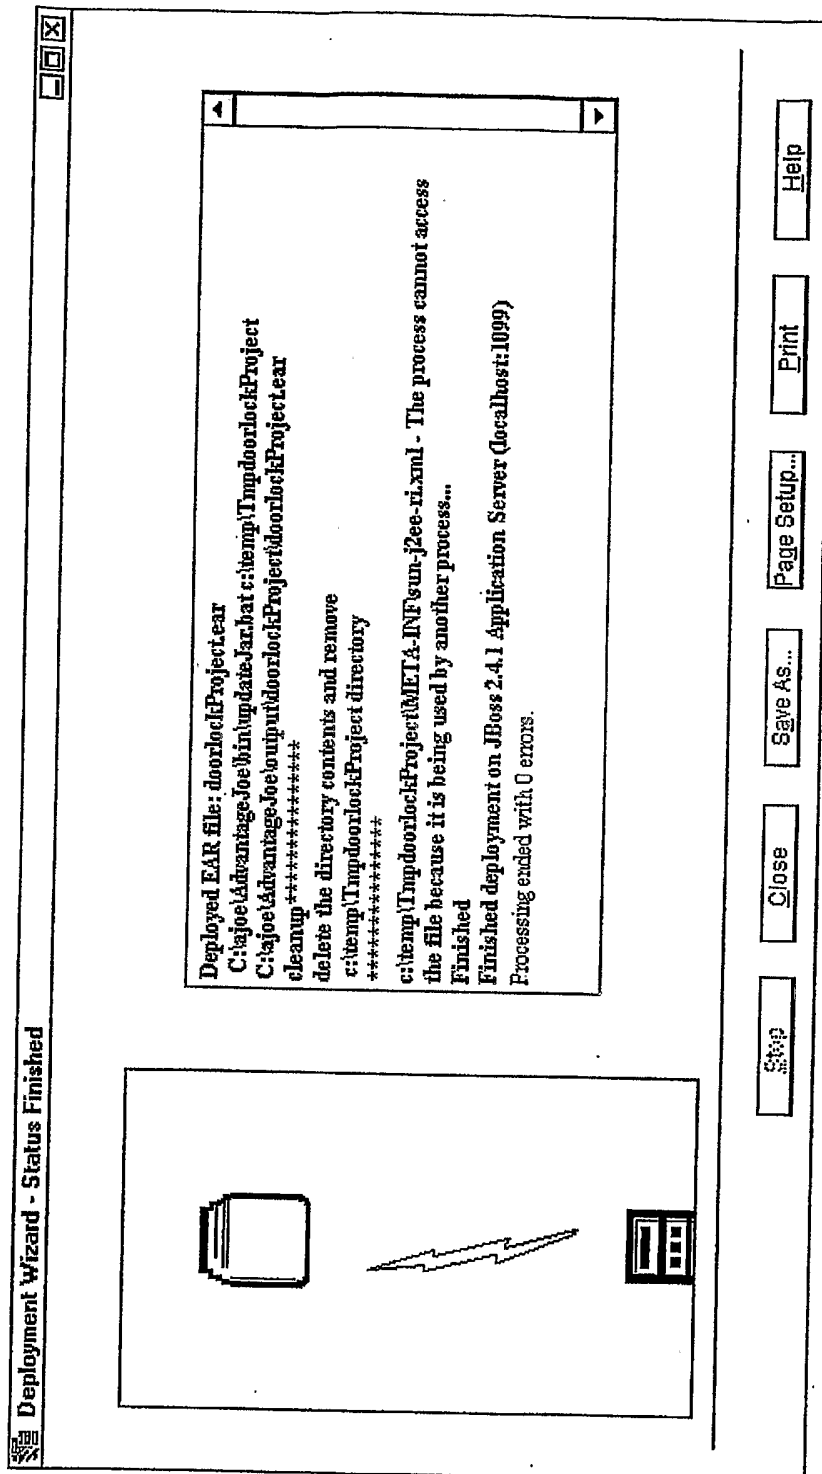 Deployment Wizard - Status Finished
Deployed EAR file: doorlockProject.ear
C:\ajoe\AdvantageJoe\bin\updateJar.bat c:\temp\TmpdoorlockProject
C:\ajoe\AdvantageJoe\output\doorlockProject\doorlockProject.ear
cleanup*****************
delete the directory contents and remove
c:\temp\TmpdoorlockProject directory
*****************
c:\temp\TmpdoorlockProject\META-INF\sun-j2ee-ri.xml - The process cannot access
the file because it is being used by another process...
Finished
Finished deployment on JBoss 2.4.1 Application Server (localhost:1099)
Processing ended with 0 errors.
Stop
Close
Save As...
Page Setup...
Print
Help